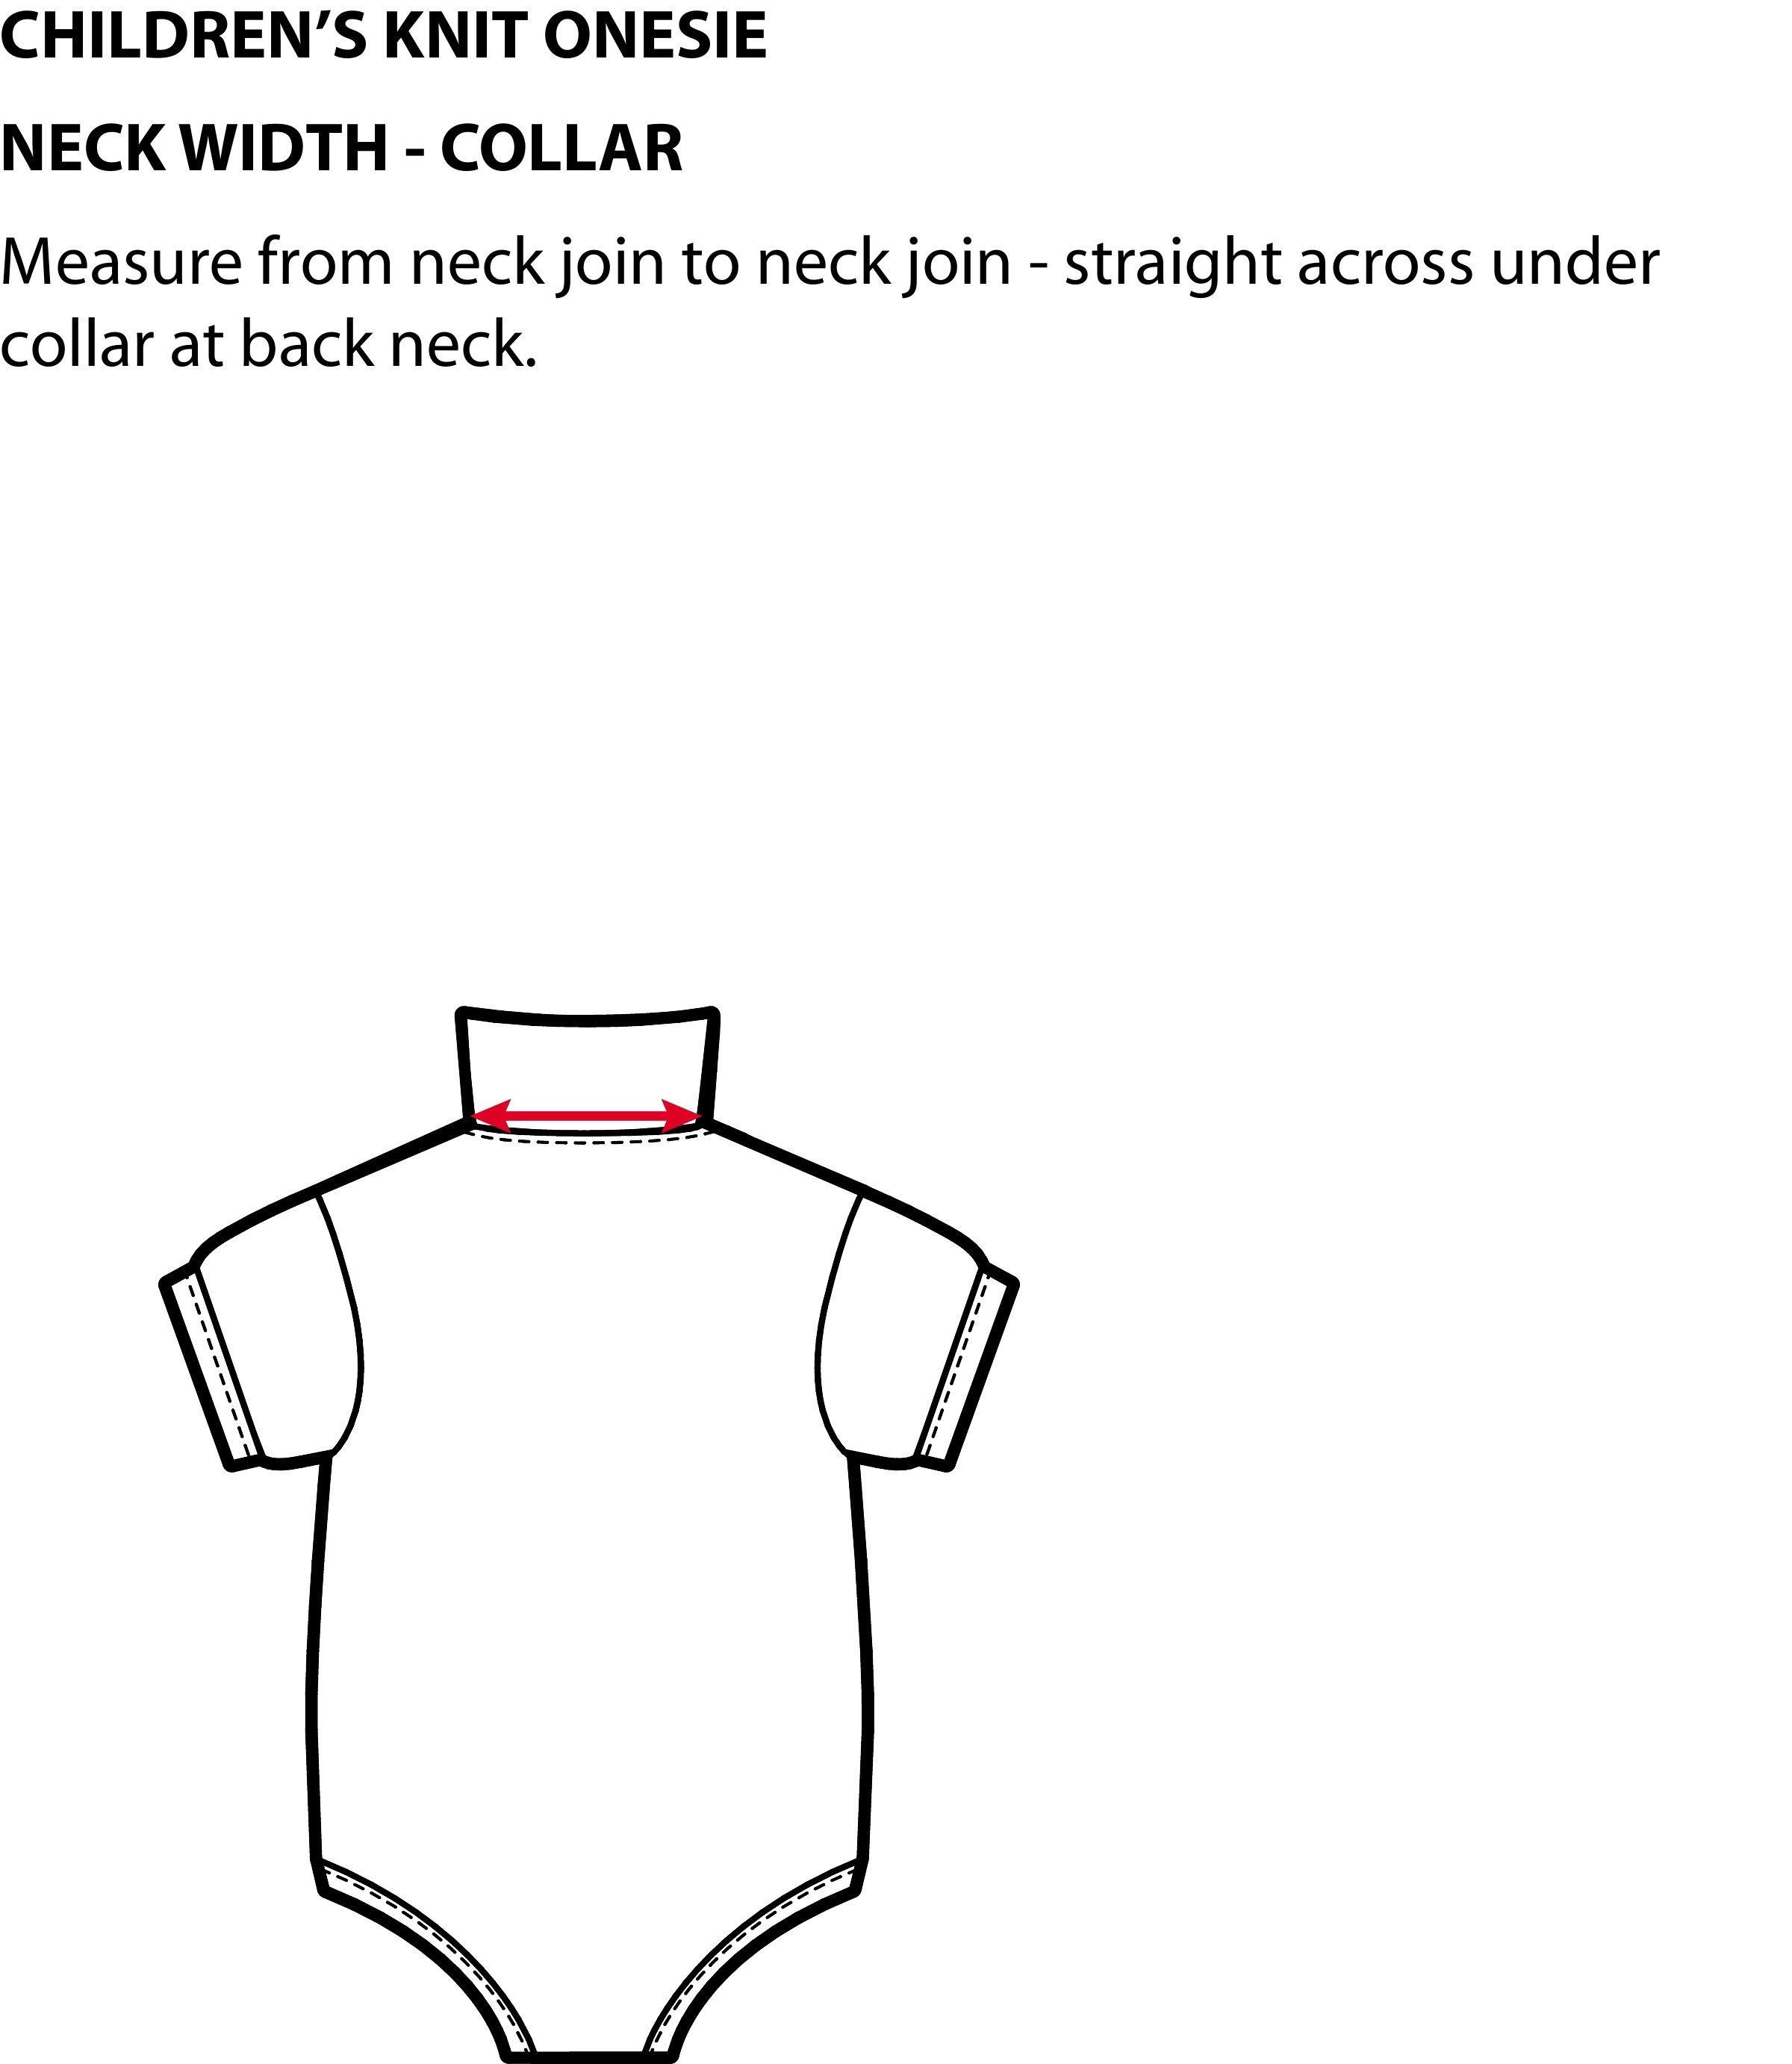 CHILDREN’S KNIT ONESIE
NECK WIDTH - COLLAR
Measure from neck join to neck join - straight across under
collar at back neck.